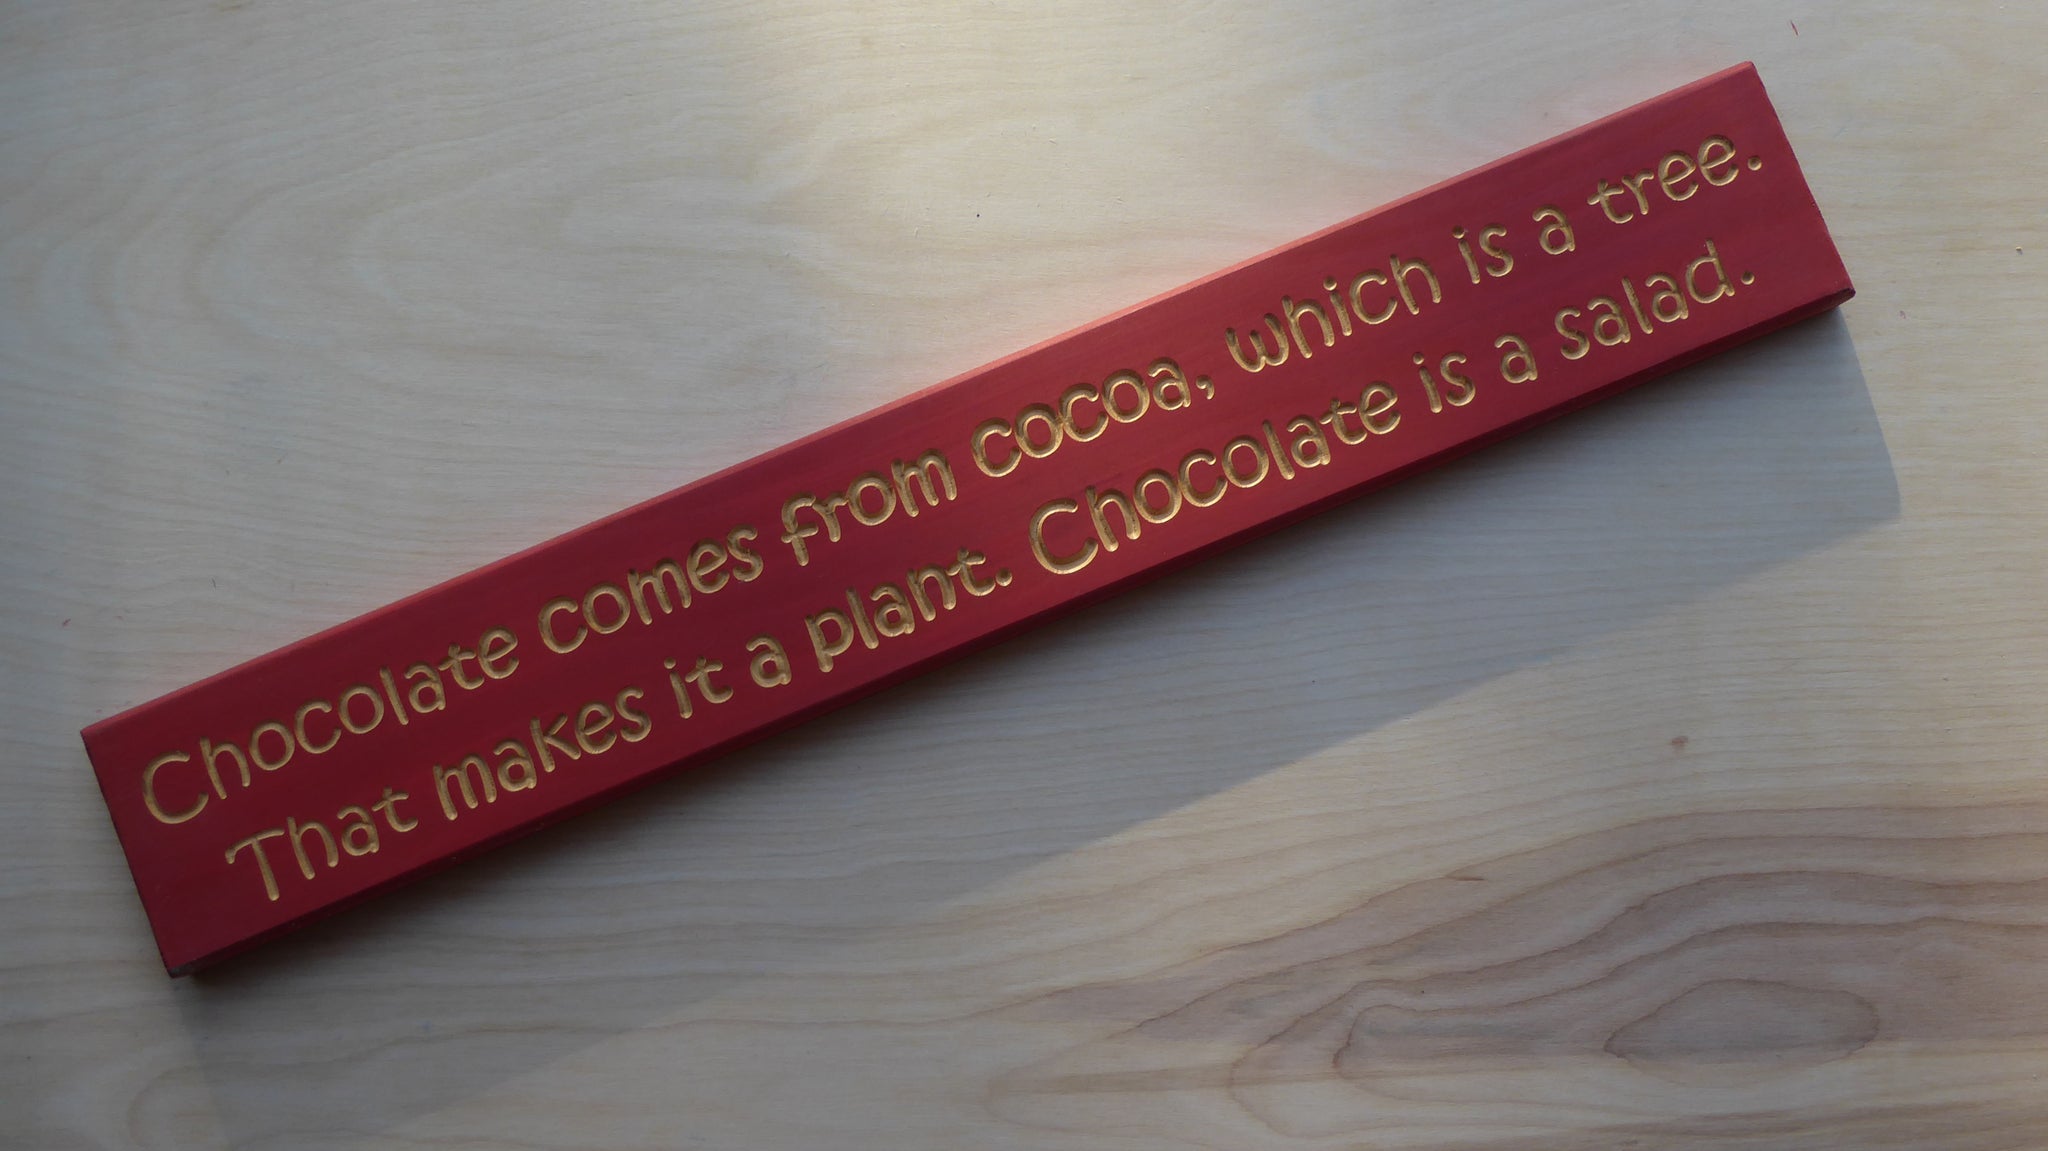 Chocolate comes from cocoa, which is a tree.
That makes it a plant. Chocolate is a salad.